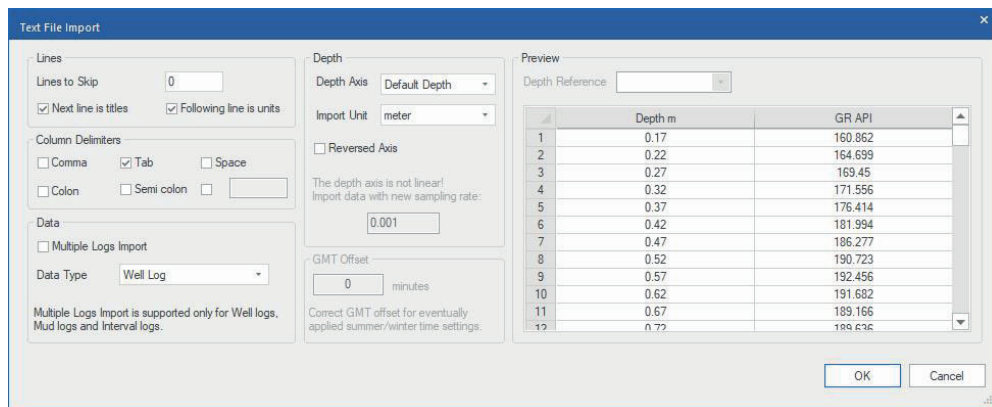 Text File Import
Lines
Lines to Skip 0
Next line is titles Following line is units
Column Delimiters
Comma Tab Space
Colon Semi colon
Data
Multiple Logs Import
Data Type Well Log
Multiple Logs Import is supported only for Well logs,
Mud logs and Interval logs.
Depth
Depth Axis Default Depth
Import Unit meter
Reversed Axis
The depth axis is not linear!
Import data with new sampling rate:
0.001
GMT Offset
0 minutes
Correct GMT offset for eventually
applied summer/winter time settings.
Preview
Depth Reference
Depth m GR API
1 0.17 160.862
2 0.22 164.699
3 0.27 169.45
4 0.32 171.556
5 0.37 176.414
6 0.42 181.994
7 0.47 186.277
8 0.52 190.723
9 0.57 192.456
10 0.62 191.682
11 0.67 189.166
12 0.72 189.636
OK Cancel